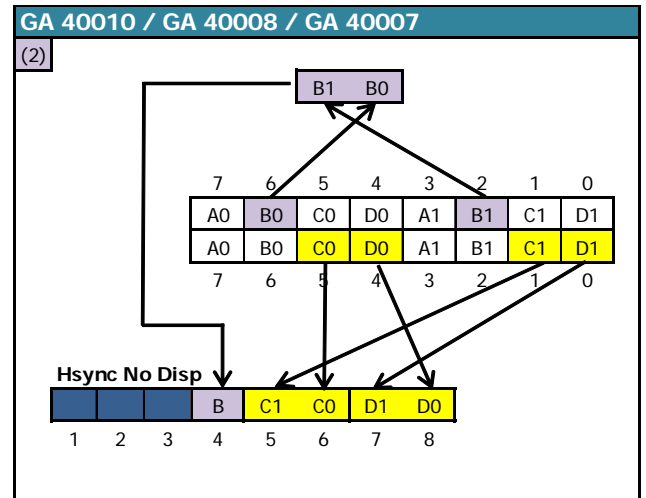 GA 40010 / GA 40008 / GA 40007
(2)
B1 B0
7 6 5 4 3 2 1 0
A0 B0 C0 D0 A1 B1 C1 D1
A0 B0 C0 D0 A1 B1 C1 D1
7 6 5 4 3 2 1 0
Hsync No Disp
B C1 C0 D1 D0
1 2 3 4 5 6 7 8